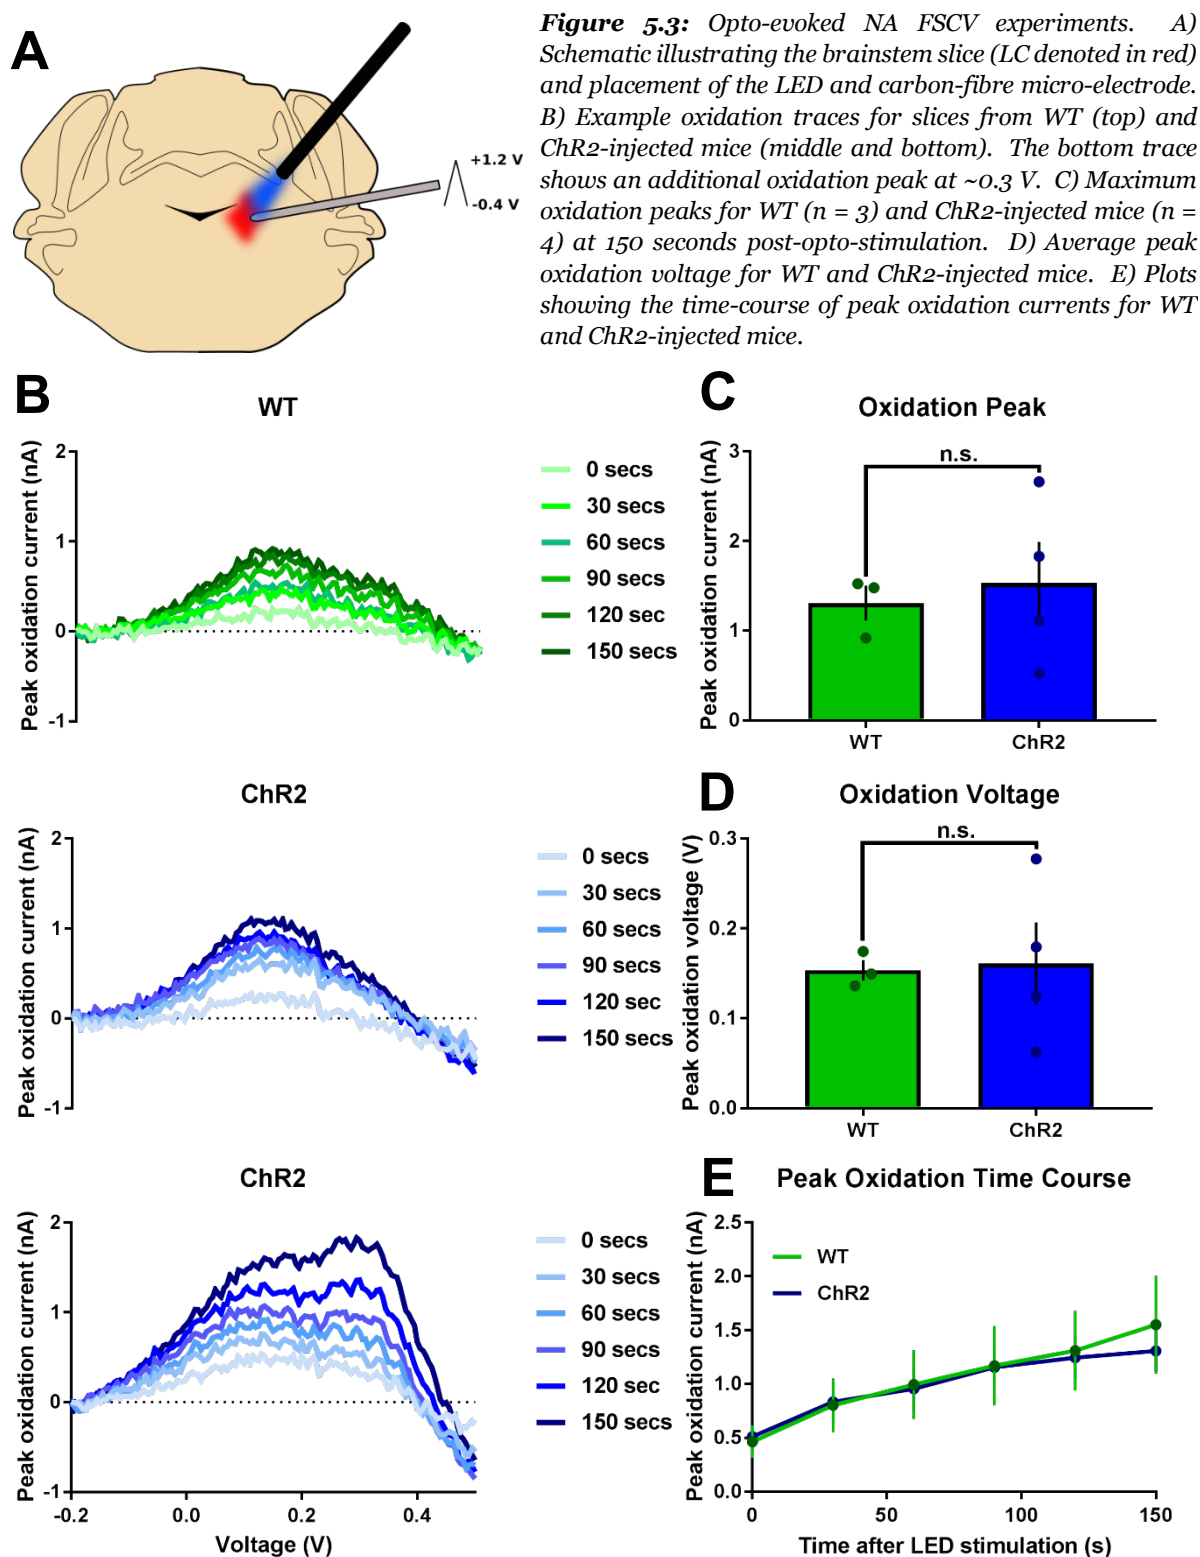 A
Figure 5.3: Opto-evoked NA FSCV experiments. A)
Schematic illustrating the brainstem slice (LC denoted in red)
and placement of the LED and carbon-fibre micro-electrode.
B) Example oxidation traces for slices from WT (top) and
ChR2-injected mice (middle and bottom). The bottom trace
shows an additional oxidation peak at ~0.3 V. C) Maximum
oxidation peaks for WT (n = 3) and ChR2-injected mice (n =
4) at 150 seconds post-opto-stimulation. D) Average peak
oxidation voltage for WT and ChR2-injected mice. E) Plots
showing the time-course of peak oxidation currents for WT
and ChR2-injected mice.
+1.2 V
-0.4 V
B
WT
Peak oxidation current (nA)
2
1
0
-1
0 secs
30 secs
60 secs
90 secs
120 sec
150 secs
C
Oxidation Peak
Peak oxidation current (nA)
3
2
1
0
n.s.
WT
ChR2
ChR2
Peak oxidation current (nA)
2
1
0
-1
0 secs
30 secs
60 secs
90 secs
120 sec
150 secs
D
Oxidation Voltage
Peak oxidation voltage (V)
0.3
0.2
0.1
0.0
n.s.
WT
ChR2
ChR2
Peak oxidation current (nA)
2
1
0
-1
-0.2
0.0
0.2
0.4
Voltage (V)
0 secs
30 secs
60 secs
90 secs
120 sec
150 secs
E
Peak Oxidation Time Course
Peak oxidation current (nA)
2.5
2.0
1.5
1.0
0.5
0.0
WT
ChR2
0
50
100
150
Time after LED stimulation (s)